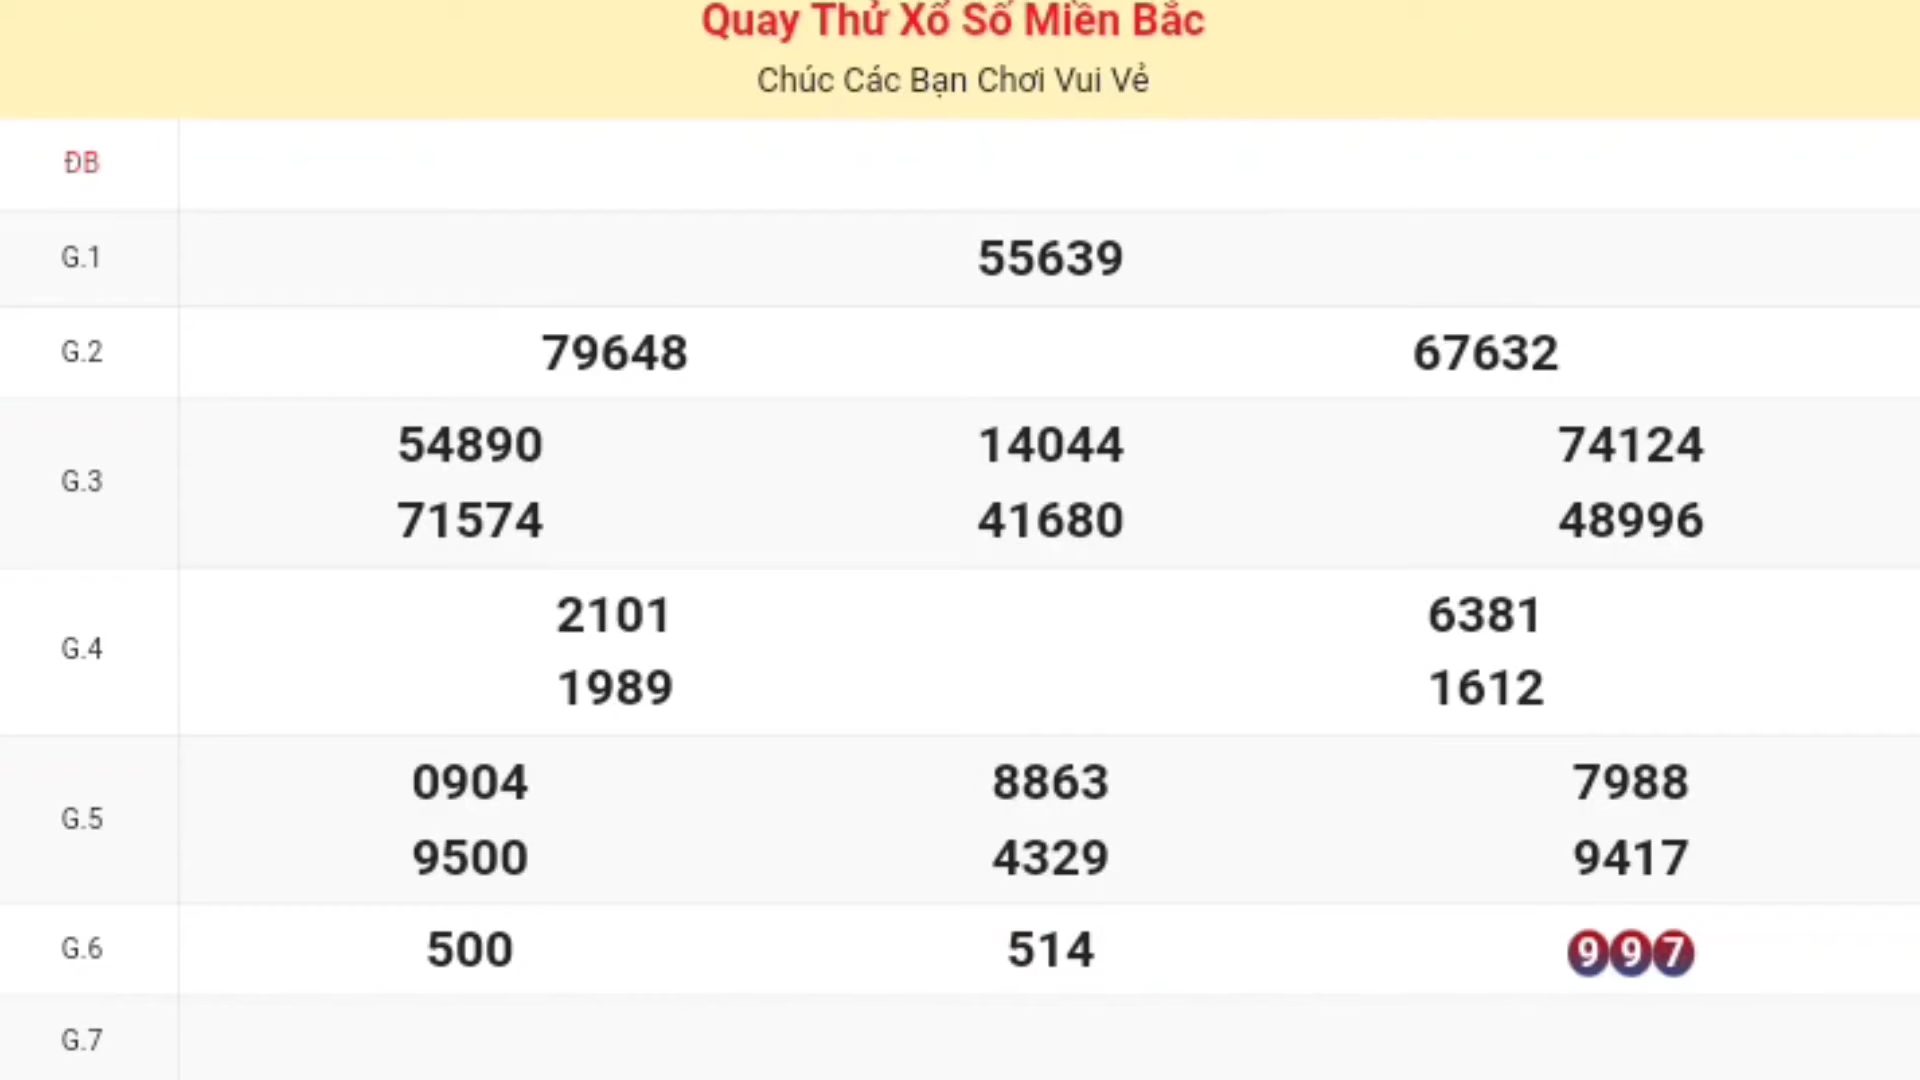 Quay Thử Xổ Số Miền Bắc
Chúc Các Bạn Chơi Vui Vẻ
ĐB
G.1 55639
G.2 79648 67632
G.3 54890 14044 74124
71574 41680 48996
G.4 2101 6381
1989 1612
G.5 0904 8863 7988
9500 4329 9417
G.6 500 514 997
G.7